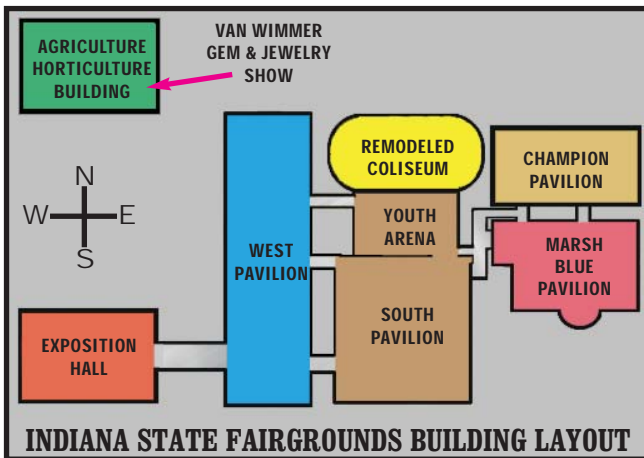 AGRICULTURE
HORTICULTURE
BUILDING
VAN WIMMER
GEM & JEWELRY
SHOW
REMODELED
COLISEUM
CHAMPION
PAVILION
N
W E
S
YOUTH
ARENA
WEST
PAVILION
MARSH
BLUE
PAVILION
SOUTH
PAVILION
EXPOSITION
HALL
INDIANA STATE FAIRGROUNDS BUILDING LAYOUT